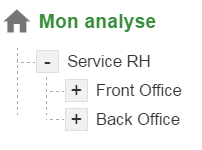 Mon analyse
- Service RH
+ Front Office
+ Back Office